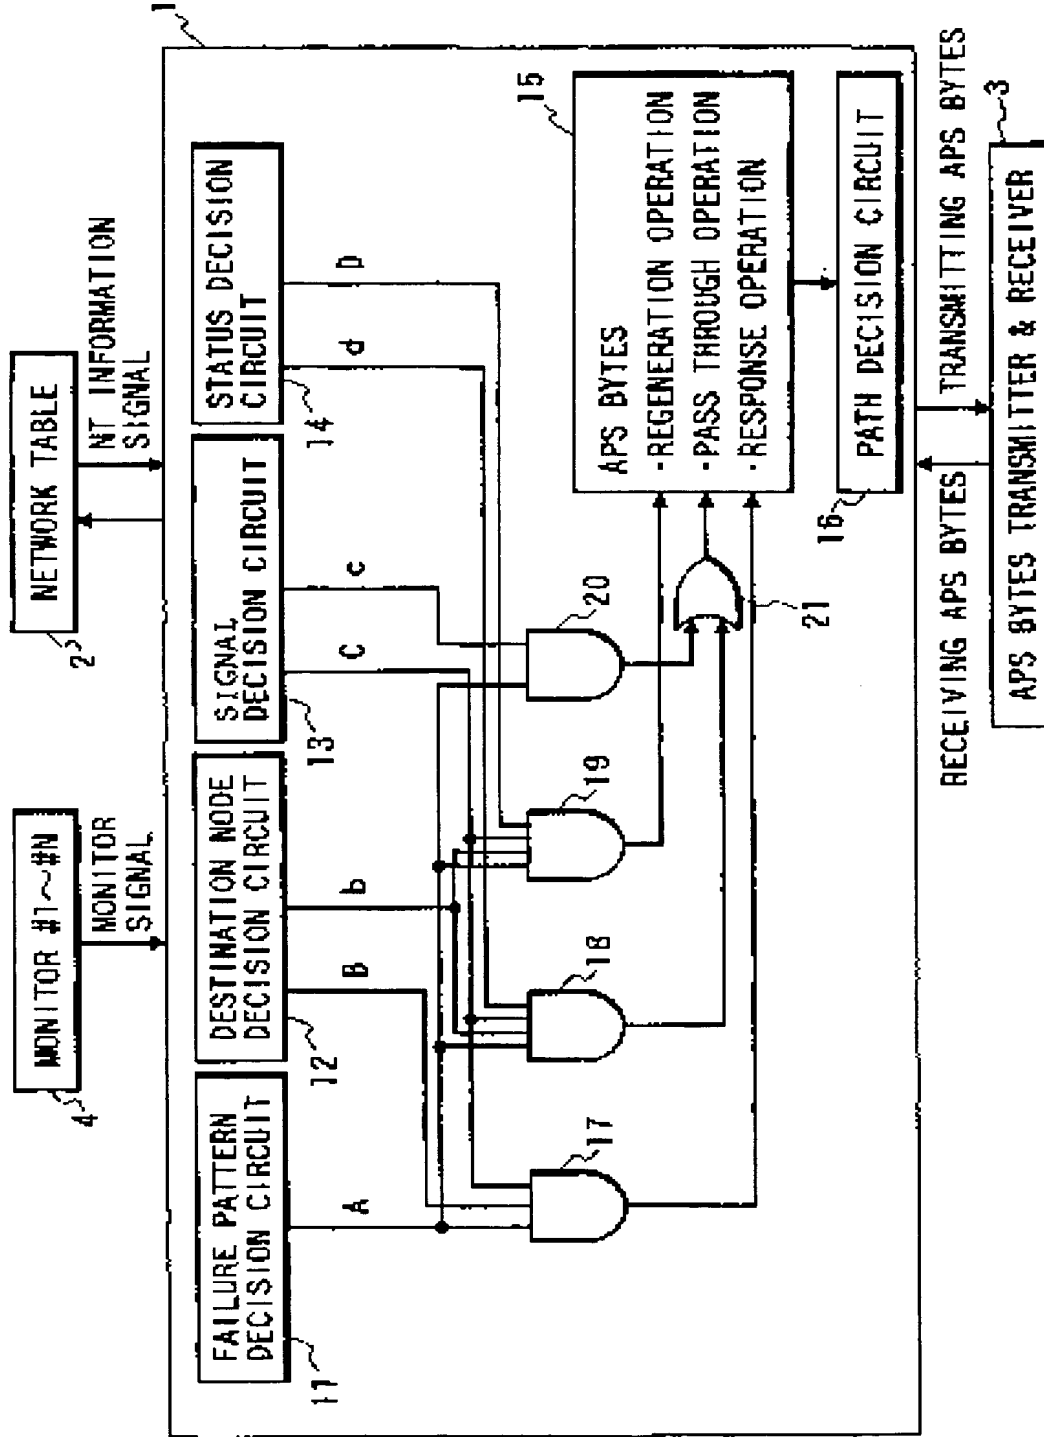 MONITOR #1~#N
4
MONITOR
SIGNAL
NETWORK TABLE
2
NT INFORMATION
SIGNAL
1
FAILURE PATTERN
DECISION CIRCUIT
11
DESTINATION NODE
DECISION CIRCUIT
12
SIGNAL
DECISION CIRCUIT
13
STATUS DECISION
CIRCUIT
14
A
B
b
C
c
d
D
17
18
19
20
21
APS BYTES
·REGENERATION OPERATION
·PASS THROUGH OPERATION
·RESPONSE OPERATION
15
PATH DECISION CIRCUIT
16
RECEIVING APS BYTES
TRANSMITTING APS BYTES
APS BYTES TRANSMITTER & RECEIVER
3